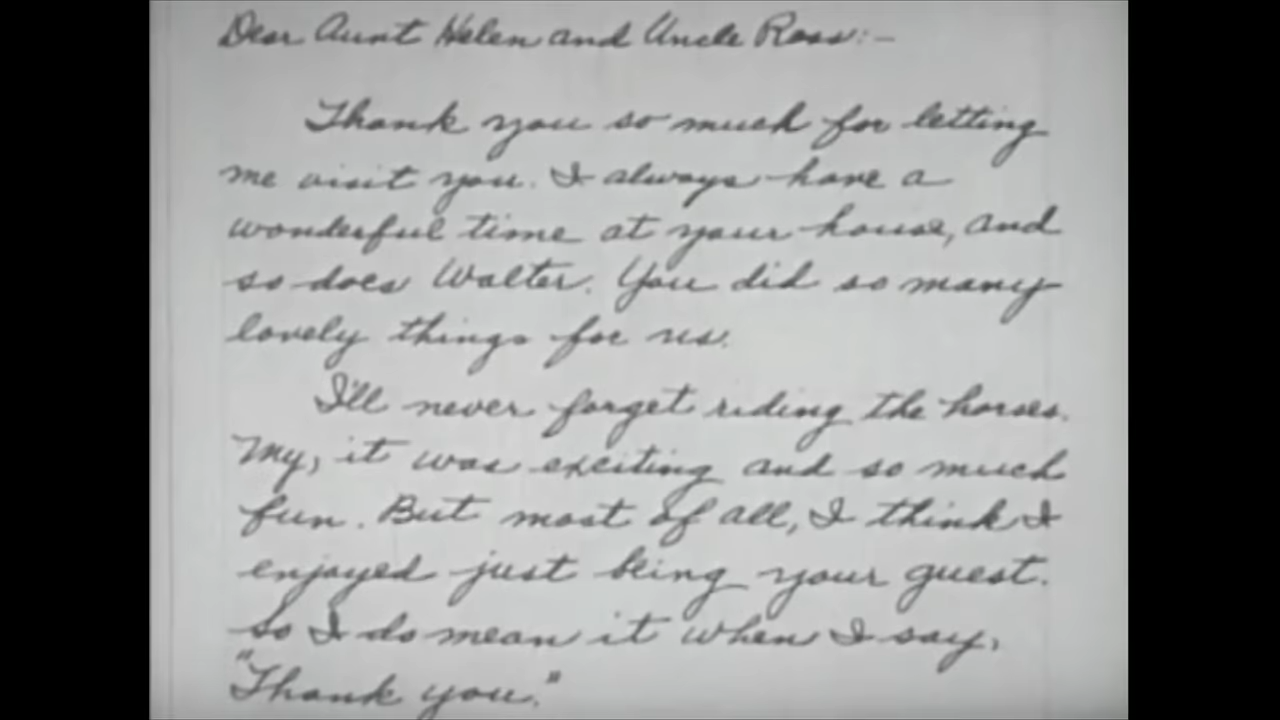 Dear Aunt Helen and Uncle Ross:-
Thank you so much for letting
me visit you. I always have a
wonderful time at your house, and
so does Walter. You did so many
lovely things for us.
I'll never forget riding the horses.
My, it was exciting and so much
fun. But most of all, I think I
enjoyed just being your guest.
So I do mean it when I say,
"Thank you."